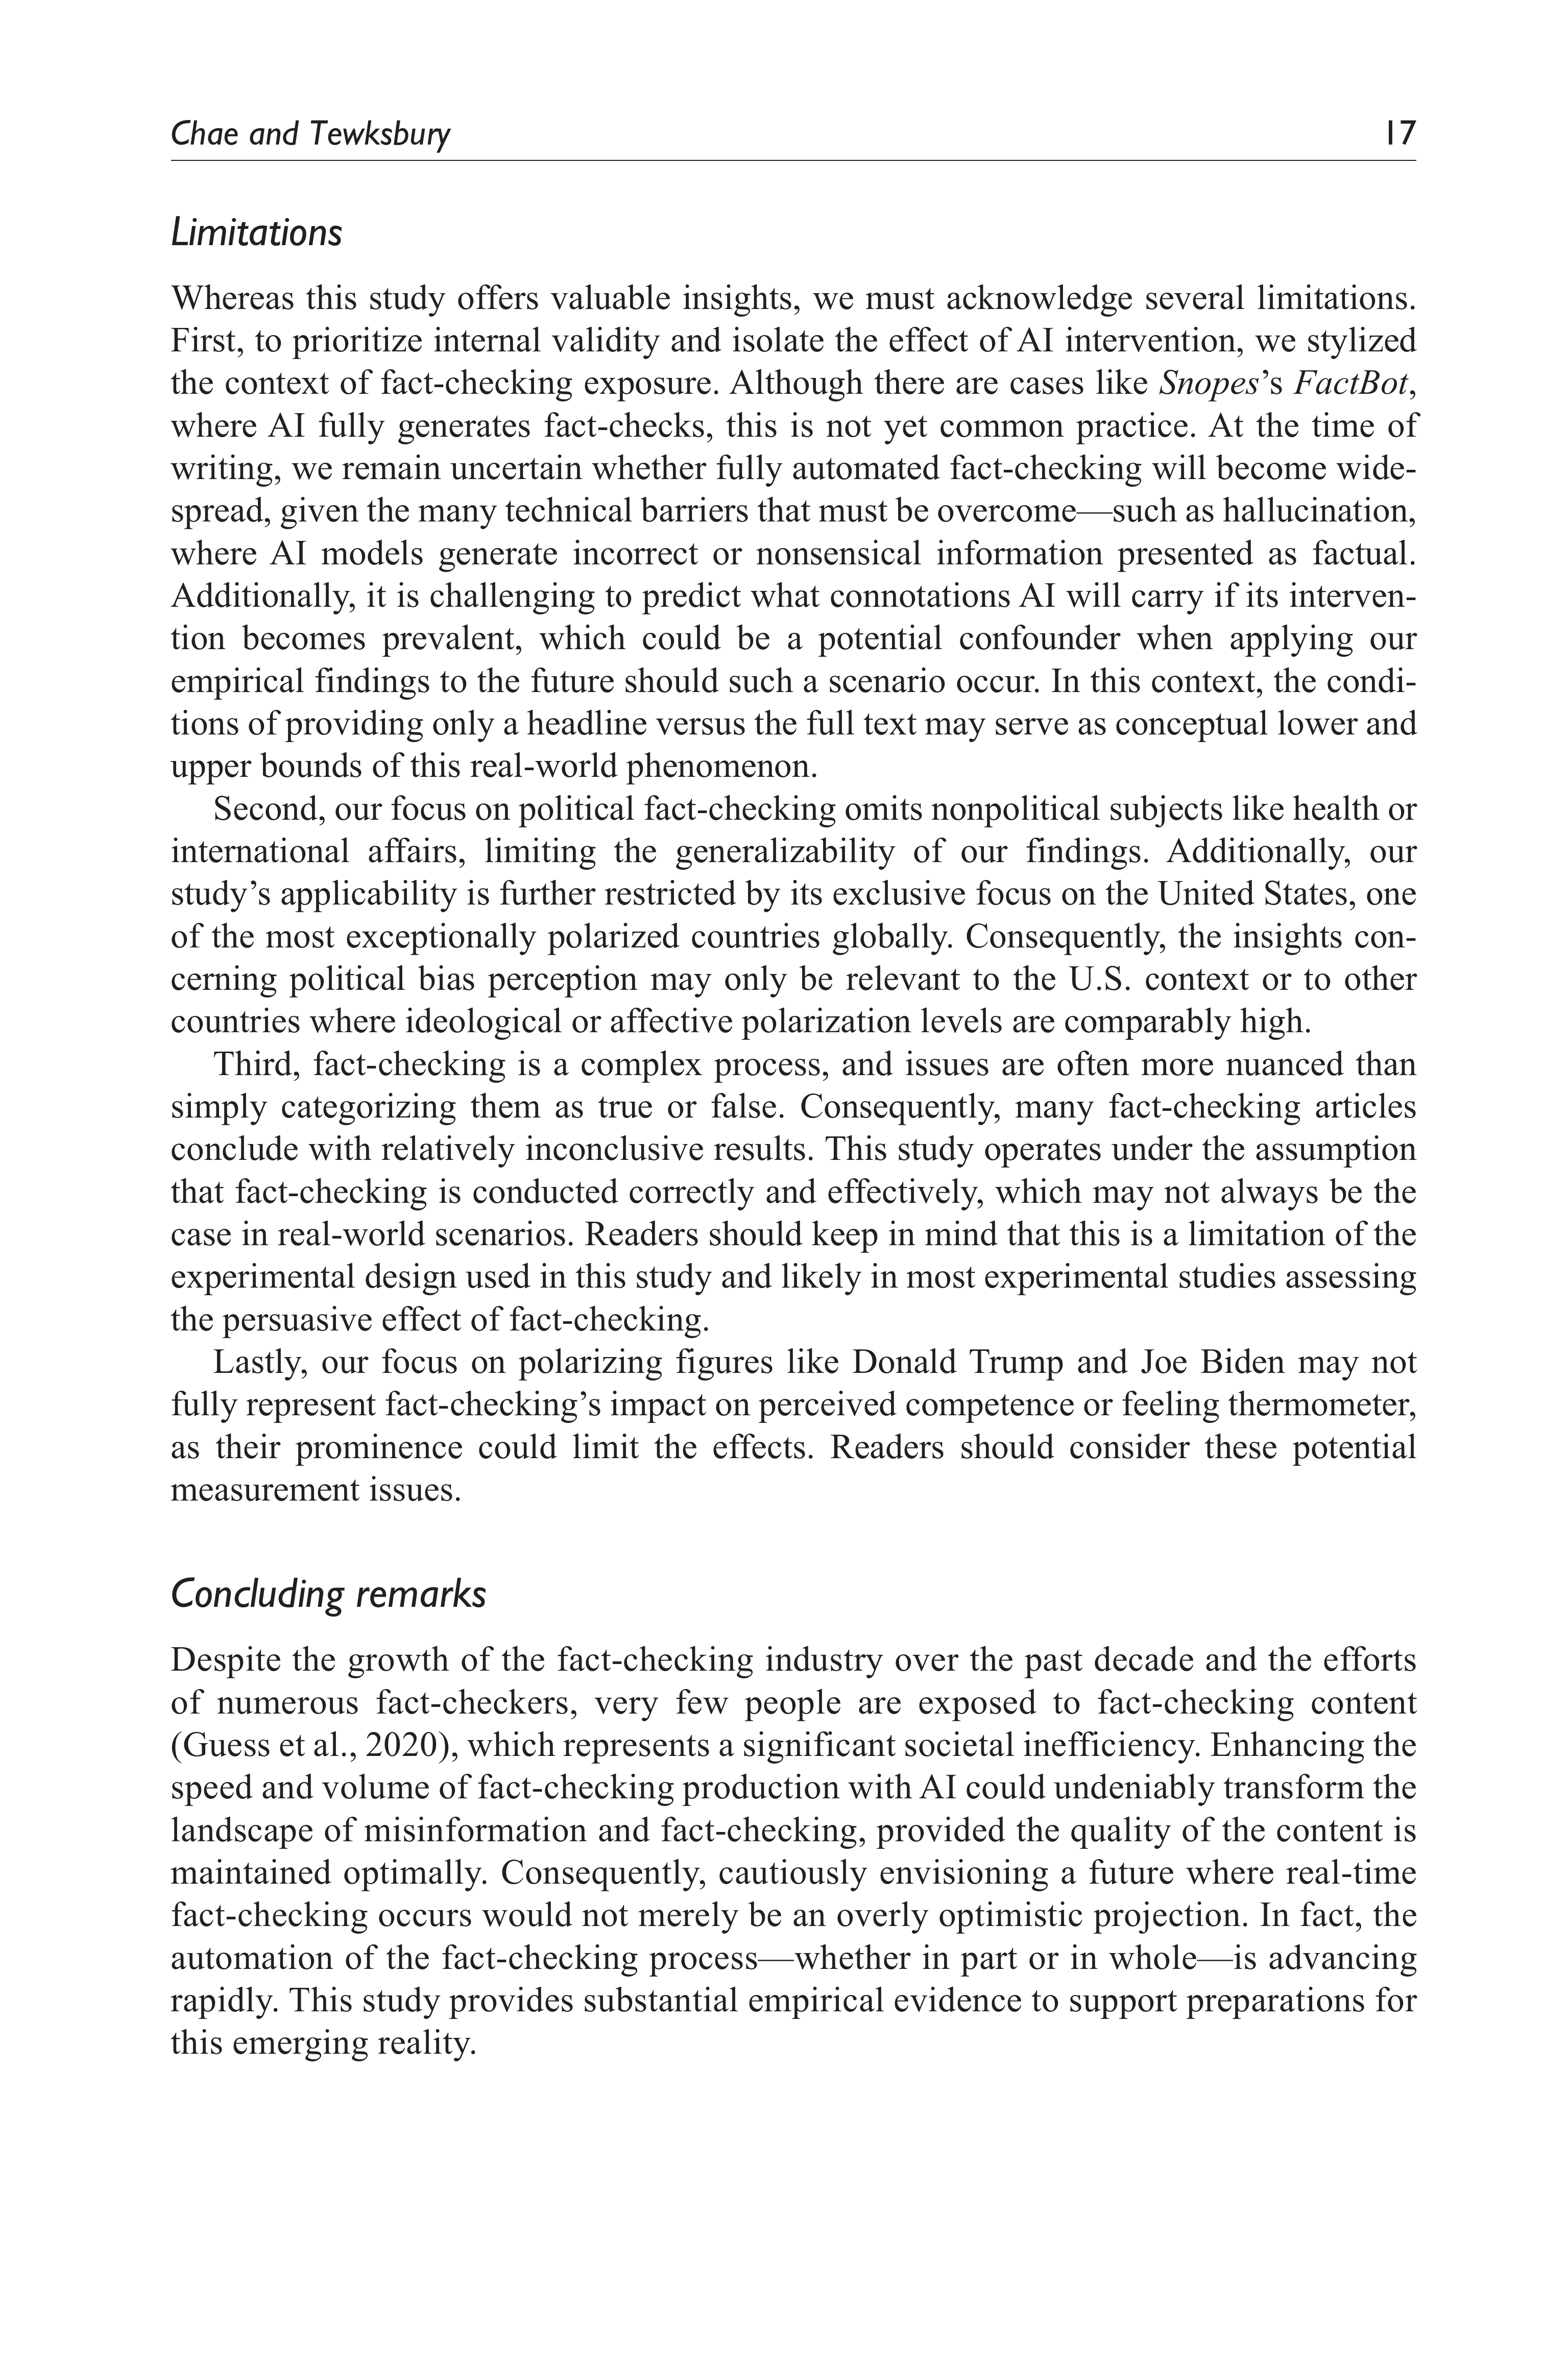 Chae and Tewksbury 17
Limitations
Whereas this study offers valuable insights, we must acknowledge several limitations.
First, to prioritize internal validity and isolate the effect of AI intervention, we stylized
the context of fact-checking exposure. Although there are cases like Snopes’s FactBot,
where AI fully generates fact-checks, this is not yet common practice. At the time of
writing, we remain uncertain whether fully automated fact-checking will become wide-
spread, given the many technical barriers that must be overcome—such as hallucination,
where AI models generate incorrect or nonsensical information presented as factual.
Additionally, it is challenging to predict what connotations AI will carry if its interven-
tion becomes prevalent, which could be a potential confounder when applying our
empirical findings to the future should such a scenario occur. In this context, the condi-
tions of providing only a headline versus the full text may serve as conceptual lower and
upper bounds of this real-world phenomenon.
Second, our focus on political fact-checking omits nonpolitical subjects like health or
international affairs, limiting the generalizability of our findings. Additionally, our
study’s applicability is further restricted by its exclusive focus on the United States, one
of the most exceptionally polarized countries globally. Consequently, the insights con-
cerning political bias perception may only be relevant to the U.S. context or to other
countries where ideological or affective polarization levels are comparably high.
Third, fact-checking is a complex process, and issues are often more nuanced than
simply categorizing them as true or false. Consequently, many fact-checking articles
conclude with relatively inconclusive results. This study operates under the assumption
that fact-checking is conducted correctly and effectively, which may not always be the
case in real-world scenarios. Readers should keep in mind that this is a limitation of the
experimental design used in this study and likely in most experimental studies assessing
the persuasive effect of fact-checking.
Lastly, our focus on polarizing figures like Donald Trump and Joe Biden may not
fully represent fact-checking’s impact on perceived competence or feeling thermometer,
as their prominence could limit the effects. Readers should consider these potential
measurement issues.
Concluding remarks
Despite the growth of the fact-checking industry over the past decade and the efforts
of numerous fact-checkers, very few people are exposed to fact-checking content
(Guess et al., 2020), which represents a significant societal inefficiency. Enhancing the
speed and volume of fact-checking production with AI could undeniably transform the
landscape of misinformation and fact-checking, provided the quality of the content is
maintained optimally. Consequently, cautiously envisioning a future where real-time
fact-checking occurs would not merely be an overly optimistic projection. In fact, the
automation of the fact-checking process—whether in part or in whole—is advancing
rapidly. This study provides substantial empirical evidence to support preparations for
this emerging reality.